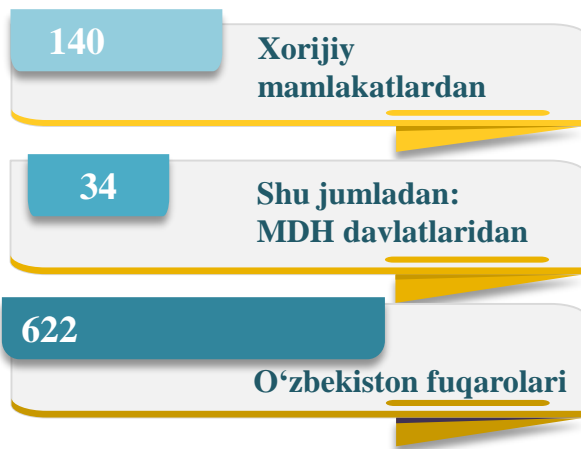 140
Xorijiy
mamlakatlardan
34
Shu jumladan:
MDH davlatlaridan
622
O‘zbekiston fuqarolari